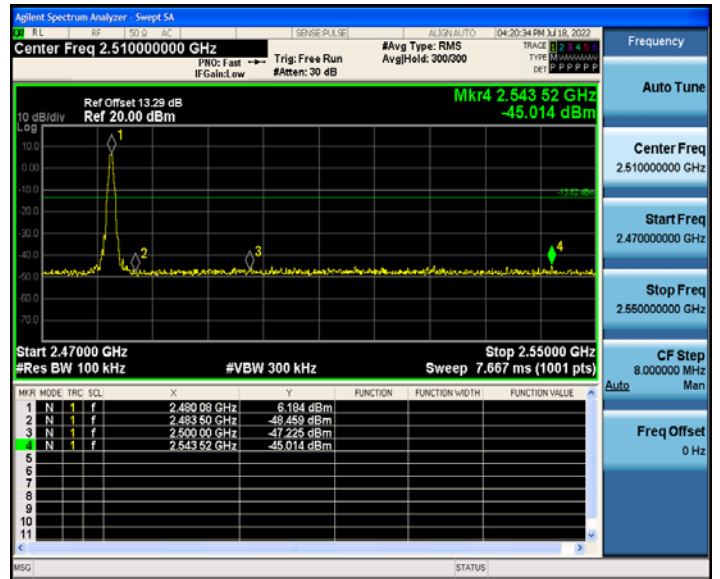 Agilent Spectrum Analyzer - Swept SA
RL RF 50 Ω AC SENSE:PULSE ALIGN AUTO 04:20:34 PM Jul 18, 2022
Center Freq 2.510000000 GHz
PNO: Fast
IFGain:Low
Trig: Free Run
#Atten: 30 dB
#Avg Type: RMS
Avg|Hold: 300/300
TRACE 1 2 3 4 5 6
TYPE MWWWWW
DET P P P P P P
Frequency
Auto Tune
Center Freq
2.510000000 GHz
Start Freq
2.470000000 GHz
Stop Freq
2.550000000 GHz
CF Step
8.000000 MHz
Auto Man
Freq Offset
0 Hz
Ref Offset 13.29 dB
10 dB/div Ref 20.00 dBm
Log
Mkr4 2.543 52 GHz
-45.014 dBm
10.0
0.00
-10.0
-20.0
-30.0
-40.0
-50.0
-60.0
-70.0
1
2
3
4
-13.82 dBm
Start 2.47000 GHz Stop 2.55000 GHz
#Res BW 100 kHz #VBW 300 kHz Sweep 7.667 ms (1001 pts)
MKR MODE TRC SCL X Y FUNCTION FUNCTION WIDTH FUNCTION VALUE
1 N 1 f 2.480 08 GHz 6.184 dBm
2 N 1 f 2.483 50 GHz -48.459 dBm
3 N 1 f 2.500 00 GHz -47.225 dBm
4 N 1 f 2.543 52 GHz -45.014 dBm
5
6
7
8
9
10
11
MSG STATUS